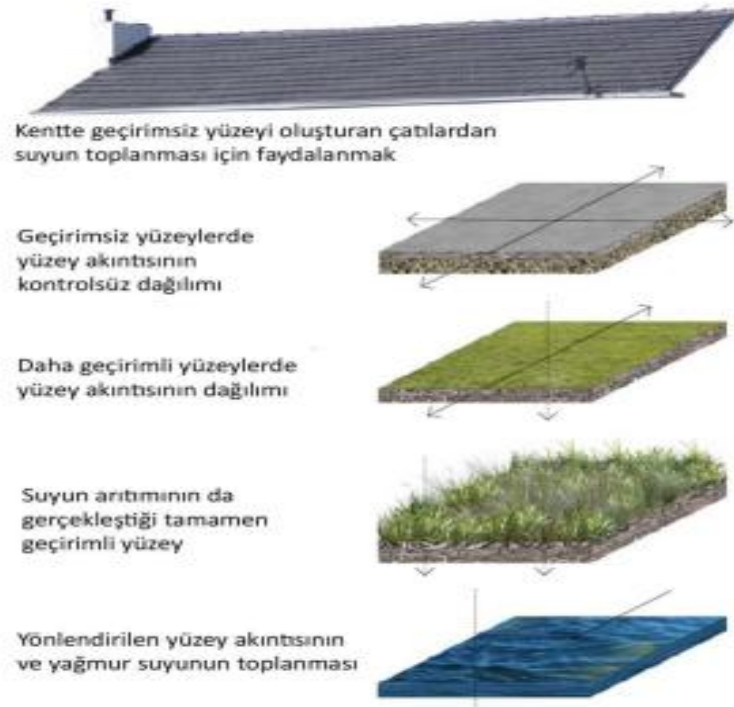 Kentte geçirimsiz yüzeyi oluşturan çatılardan
suyun toplanması için faydalanmak
Geçirimsiz yüzeylerde
yüzey akıntısının
kontrolsüz dağılımı
Daha geçirimli yüzeylerde
yüzey akıntısının dağılımı
Suyun arıtımının da
gerçekleştiği tamamen
geçirimli yüzey
Yönlendirilen yüzey akıntısının
ve yağmur suyunun toplanması